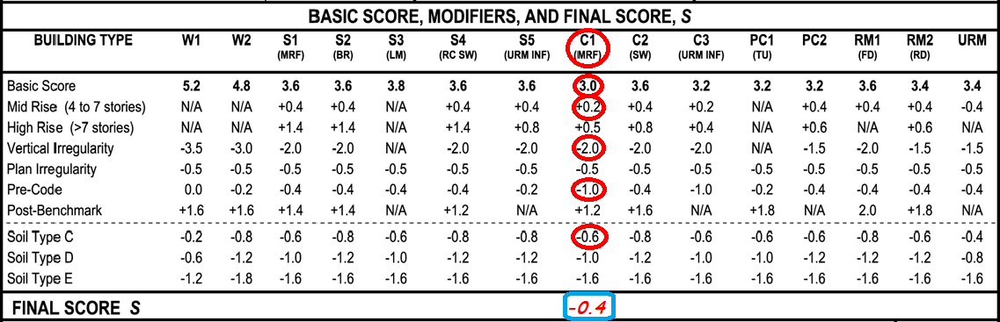 BASIC SCORE, MODIFIERS, AND FINAL SCORE, S
BUILDING TYPE W1 W2 S1 S2 S3 S4 S5 C1 C2 C3 PC1 PC2 RM1 RM2 URM
(MRF) (BR) (LM) (RC SW) (URM INF) (MRF) (SW) (URM INF) (TU) (FD) (RD)
Basic Score 5.2 4.8 3.6 3.6 3.8 3.6 3.6 3.0 3.6 3.2 3.2 3.2 3.6 3.4 3.4
Mid Rise (4 to 7 stories) N/A N/A +0.4 +0.4 N/A +0.4 +0.4 +0.2 +0.4 +0.2 N/A +0.4 +0.4 +0.4 -0.4
High Rise (>7 stories) N/A N/A +1.4 +1.4 N/A +1.4 +0.8 +0.5 +0.8 +0.4 N/A +0.6 N/A +0.6 N/A
Vertical Irregularity -3.5 -3.0 -2.0 -2.0 N/A -2.0 -2.0 -2.0 -2.0 -2.0 N/A -1.5 -2.0 -1.5 -1.5
Plan Irregularity -0.5 -0.5 -0.5 -0.5 -0.5 -0.5 -0.5 -0.5 -0.5 -0.5 -0.5 -0.5 -0.5 -0.5 -0.5
Pre-Code 0.0 -0.2 -0.4 -0.4 -0.4 -0.4 -0.2 -1.0 -0.4 -1.0 -0.2 -0.4 -0.4 -0.4 -0.4
Post-Benchmark +1.6 +1.6 +1.4 +1.4 N/A +1.2 N/A +1.2 +1.6 N/A +1.8 N/A 2.0 +1.8 N/A
Soil Type C -0.2 -0.8 -0.6 -0.8 -0.6 -0.8 -0.8 -0.6 -0.8 -0.6 -0.6 -0.6 -0.8 -0.6 -0.4
Soil Type D -0.6 -1.2 -1.0 -1.2 -1.0 -1.2 -1.2 -1.0 -1.2 -1.0 -1.0 -1.2 -1.2 -1.2 -0.8
Soil Type E -1.2 -1.8 -1.6 -1.6 -1.6 -1.6 -1.6 -1.6 -1.6 -1.6 -1.6 -1.6 -1.6 -1.6 -1.6
FINAL SCORE S -0.4